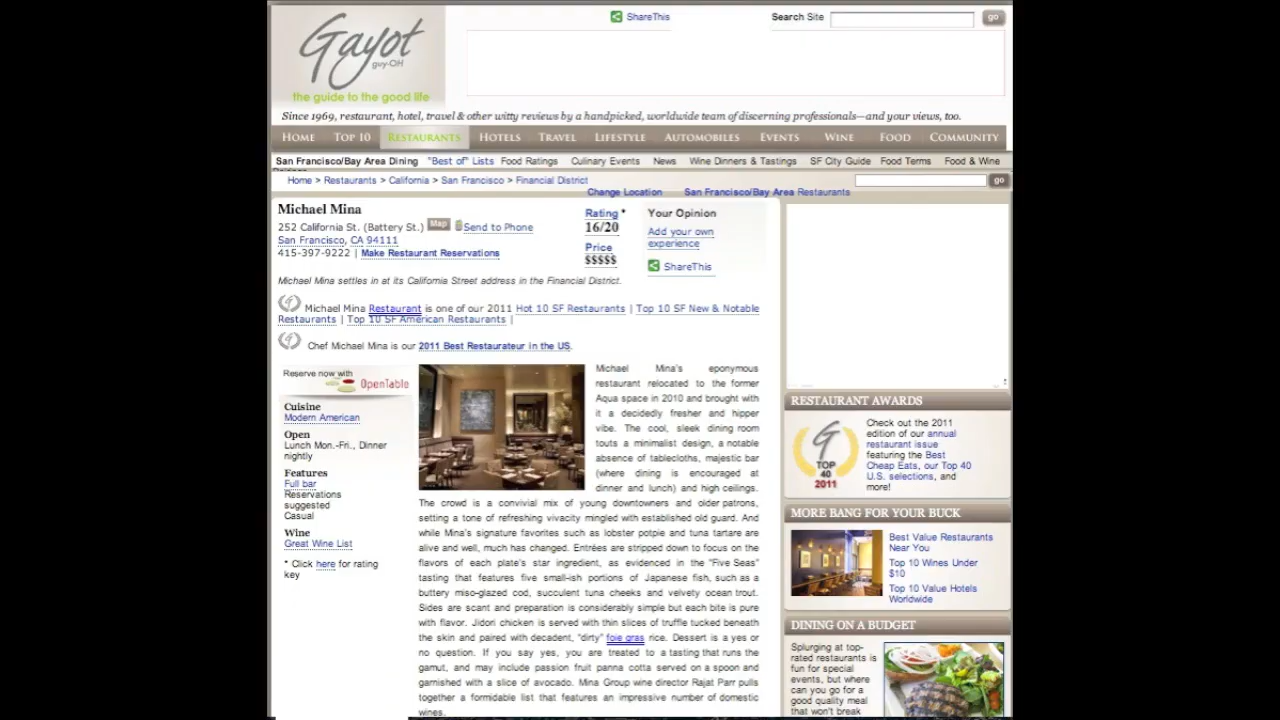 ShareThis
Search Site
go
Gayot
guy-OH
the guide to the good life
Since 1969, restaurant, hotel, travel & other witty reviews by a handpicked, worldwide team of discerning professionals—and your views, too.
HOME TOP 10 RESTAURANTS HOTELS TRAVEL LIFESTYLE AUTOMOBILES EVENTS WINE FOOD COMMUNITY
San Francisco/Bay Area Dining "Best of" Lists Food Ratings Culinary Events News Wine Dinners & Tastings SF City Guide Food Terms Food & Wine
Home > Restaurants > California > San Francisco > Financial District
go
Change Location San Francisco/Bay Area Restaurants
Michael Mina
252 California St. (Battery St.) Map Send to Phone
San Francisco, CA 94111
415-397-9222 | Make Restaurant Reservations
Rating *
16/20
Price
$$$$$
Your Opinion
Add your own
experience
ShareThis
Michael Mina settles in at its California Street address in the Financial District.
Michael Mina Restaurant is one of our 2011 Hot 10 SF Restaurants | Top 10 SF New & Notable
Restaurants | Top 10 SF American Restaurants |
Chef Michael Mina is our 2011 Best Restaurateur in the US.
Reserve now with
OpenTable
Cuisine
Modern American
Open
Lunch Mon.-Fri., Dinner
nightly
Features
Full bar
Reservations
suggested
Casual
Wine
Great Wine List
* Click here for rating
key
Michael Mina's eponymous
restaurant relocated to the former
Aqua space in 2010 and brought with
it a decidedly fresher and hipper
vibe. The cool, sleek dining room
touts a minimalist design, a notable
absence of tablecloths, majestic bar
(where dining is encouraged at
dinner and lunch) and high ceilings.
The crowd is a convivial mix of young downtowners and older patrons,
setting a tone of refreshing vivacity mingled with established old guard. And
while Mina's signature favorites such as lobster potpie and tuna tartare are
alive and well, much has changed. Entrées are stripped down to focus on the
flavors of each plate's star ingredient, as evidenced in the "Five Seas"
tasting that features five small-ish portions of Japanese fish, such as a
buttery miso-glazed cod, succulent tuna cheeks and velvety ocean trout.
Sides are scant and preparation is considerably simple but each bite is pure
with flavor. Jidori chicken is served with thin slices of truffle tucked beneath
the skin and paired with decadent, "dirty" foie gras rice. Dessert is a yes or
no question. If you say yes, you are treated to a tasting that runs the
gamut, and may include passion fruit panna cotta served on a spoon and
garnished with a slice of avocado. Mina Group wine director Rajat Parr pulls
together a formidable list that features an impressive number of domestic
wines.
RESTAURANT AWARDS
TOP
40
2011
Check out the 2011
edition of our annual
restaurant issue
featuring the Best
Cheap Eats, our Top 40
U.S. selections, and
more!
MORE BANG FOR YOUR BUCK
Best Value Restaurants
Near You
Top 10 Wines Under
$10
Top 10 Value Hotels
Worldwide
DINING ON A BUDGET
Splurging at top-
rated restaurants is
fun for special
events, but where
can you go for a
good quality meal
that won't break